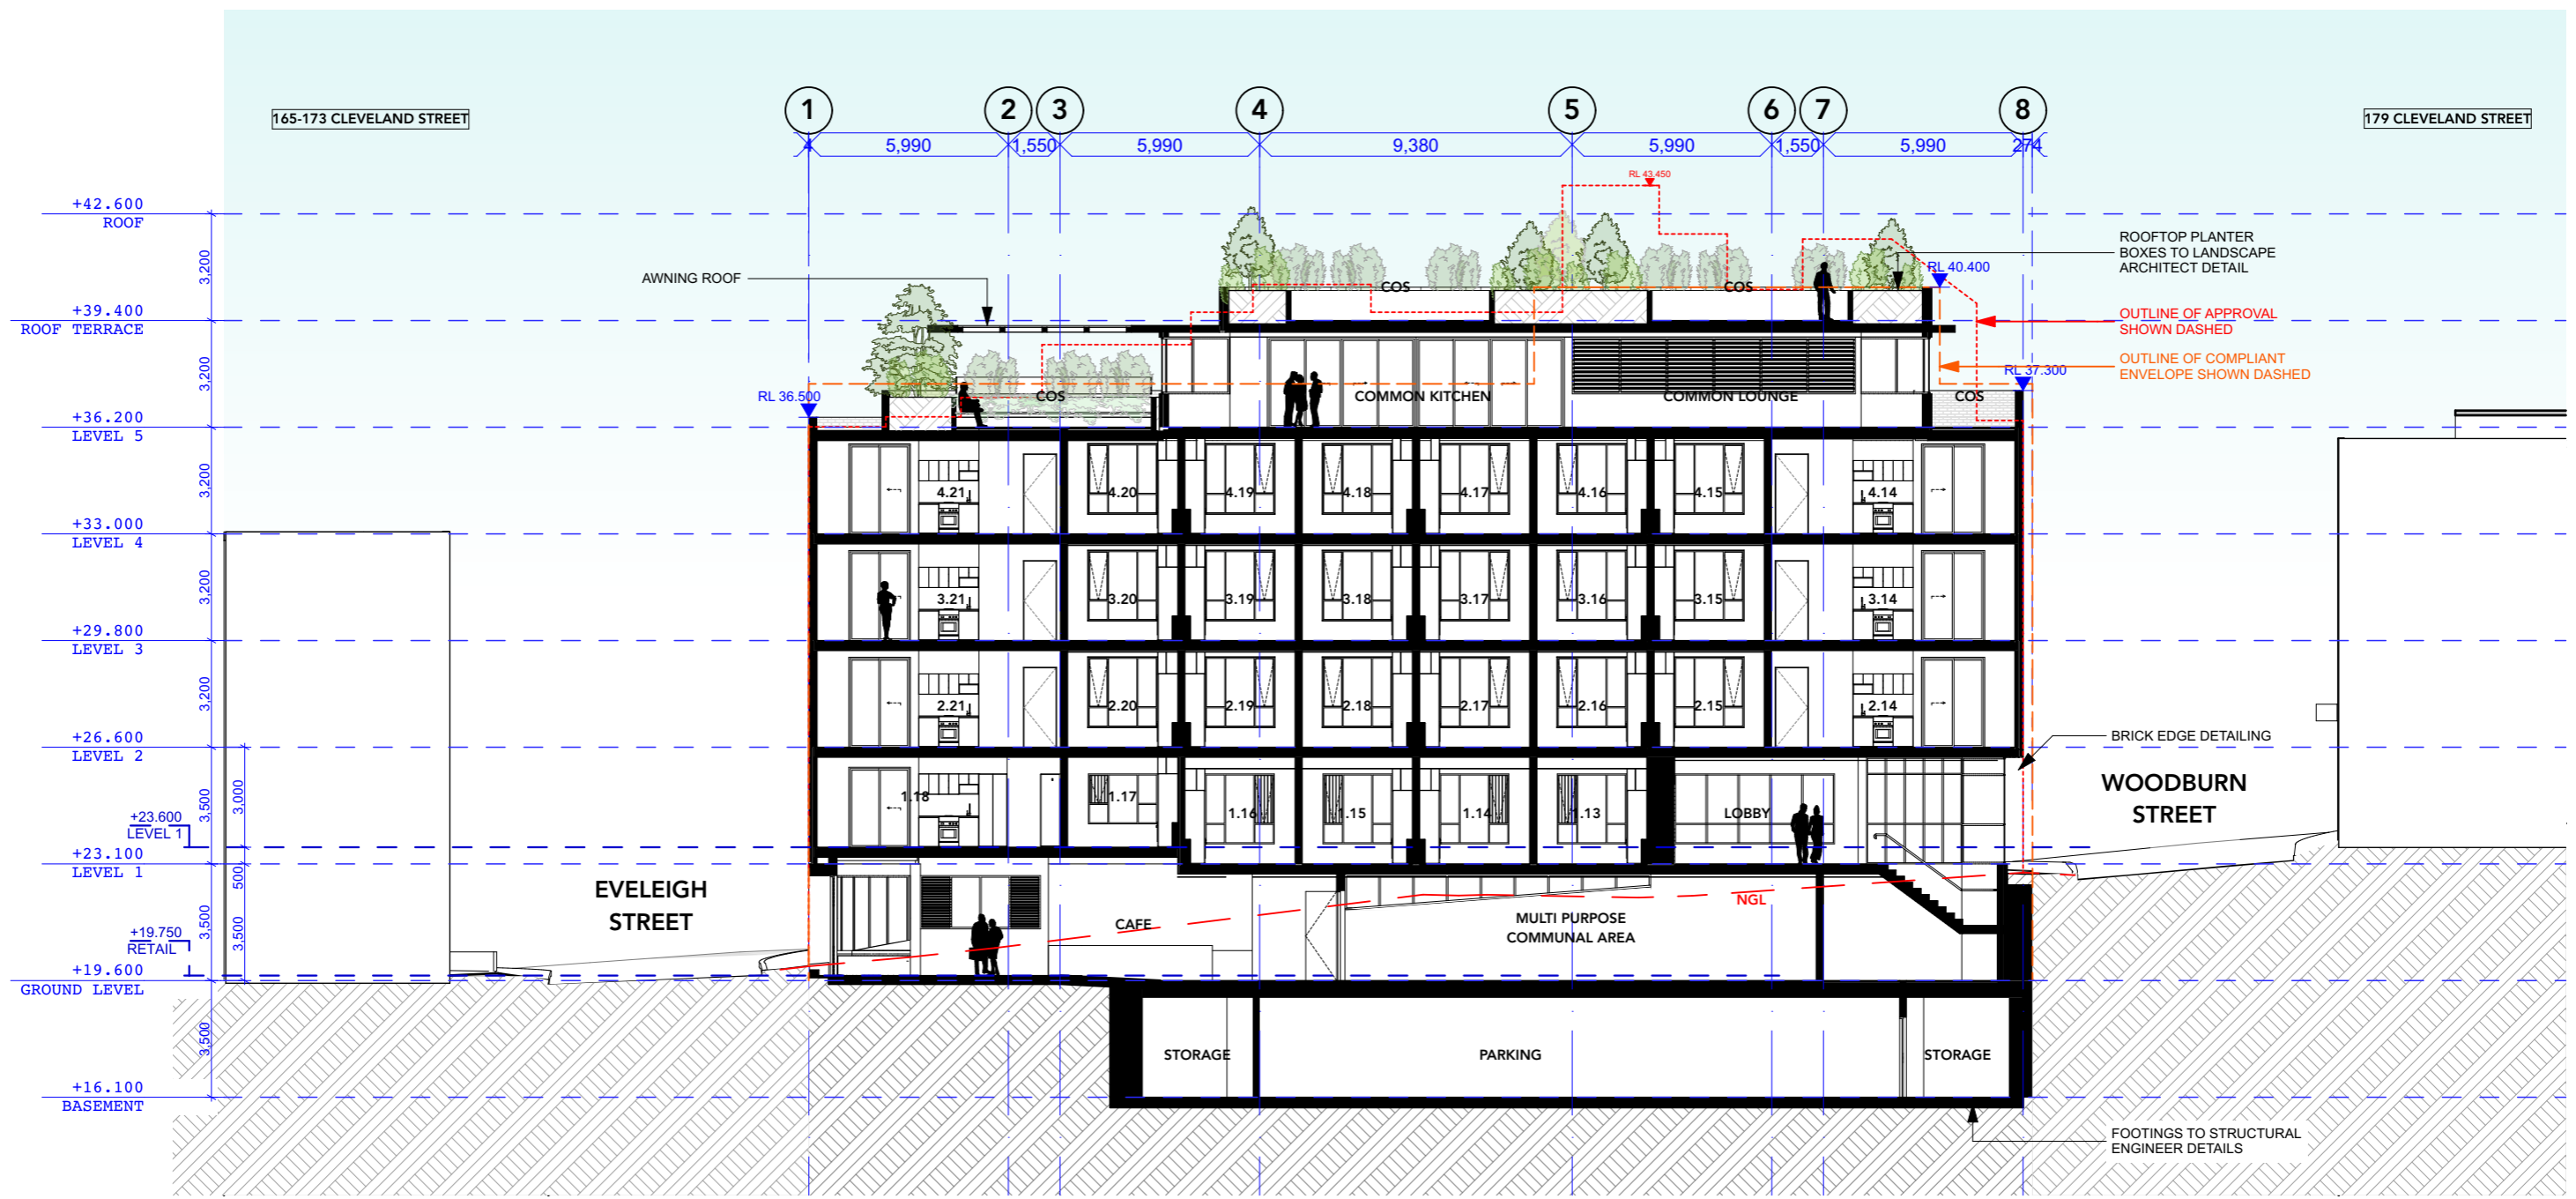 165-173 CLEVELAND STREET
179 CLEVELAND STREET
1
2
3
4
5
6
7
8
4
5,990
1,550
5,990
9,380
5,990
1,550
5,990
274
RL 43.450
+42.600
ROOF
3,200
AWNING ROOF
COS
COS
RL 40.400
ROOFTOP PLANTER
BOXES TO LANDSCAPE
ARCHITECT DETAIL
+39.400
ROOF TERRACE
OUTLINE OF APPROVAL
SHOWN DASHED
3,200
OUTLINE OF COMPLIANT
ENVELOPE SHOWN DASHED
RL 37.300
RL 36.500
COS
COMMON KITCHEN
COMMON LOUNGE
COS
+36.200
LEVEL 5
3,200
4.21
4.20
4.19
4.18
4.17
4.16
4.15
4.14
+33.000
LEVEL 4
3,200
3.21
3.20
3.19
3.18
3.17
3.16
3.15
3.14
+29.800
LEVEL 3
3,200
2.21
2.20
2.19
2.18
2.17
2.16
2.15
2.14
BRICK EDGE DETAILING
+26.600
LEVEL 2
3,500
3,000
1.18
1.17
1.16
1.15
1.14
1.13
LOBBY
WOODBURN
STREET
+23.600
LEVEL 1
+23.100
LEVEL 1
500
EVELEIGH
STREET
NGL
CAFE
MULTI PURPOSE
COMMUNAL AREA
3,500
3,500
+19.750
RETAIL
+19.600
GROUND LEVEL
3,500
STORAGE
PARKING
STORAGE
+16.100
BASEMENT
FOOTINGS TO STRUCTURAL
ENGINEER DETAILS